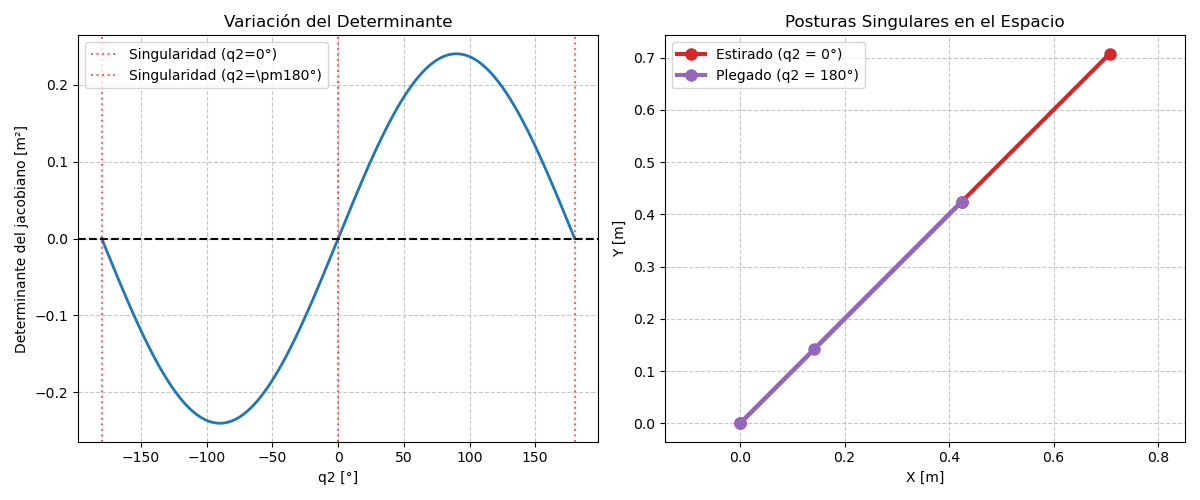 Variación del Determinante
Singularidad (q2=0°)
Singularidad (q2=\pm180°)
0.2
0.1
0.0
−0.1
−0.2
Determinante del jacobiano [m²]
−150
−100
−50
0
50
100
150
q2 [°]
Posturas Singulares en el Espacio
Estirado (q2 = 0°)
Plegado (q2 = 180°)
0.7
0.6
0.5
0.4
0.3
0.2
0.1
0.0
Y [m]
0.0
0.2
0.4
0.6
0.8
X [m]